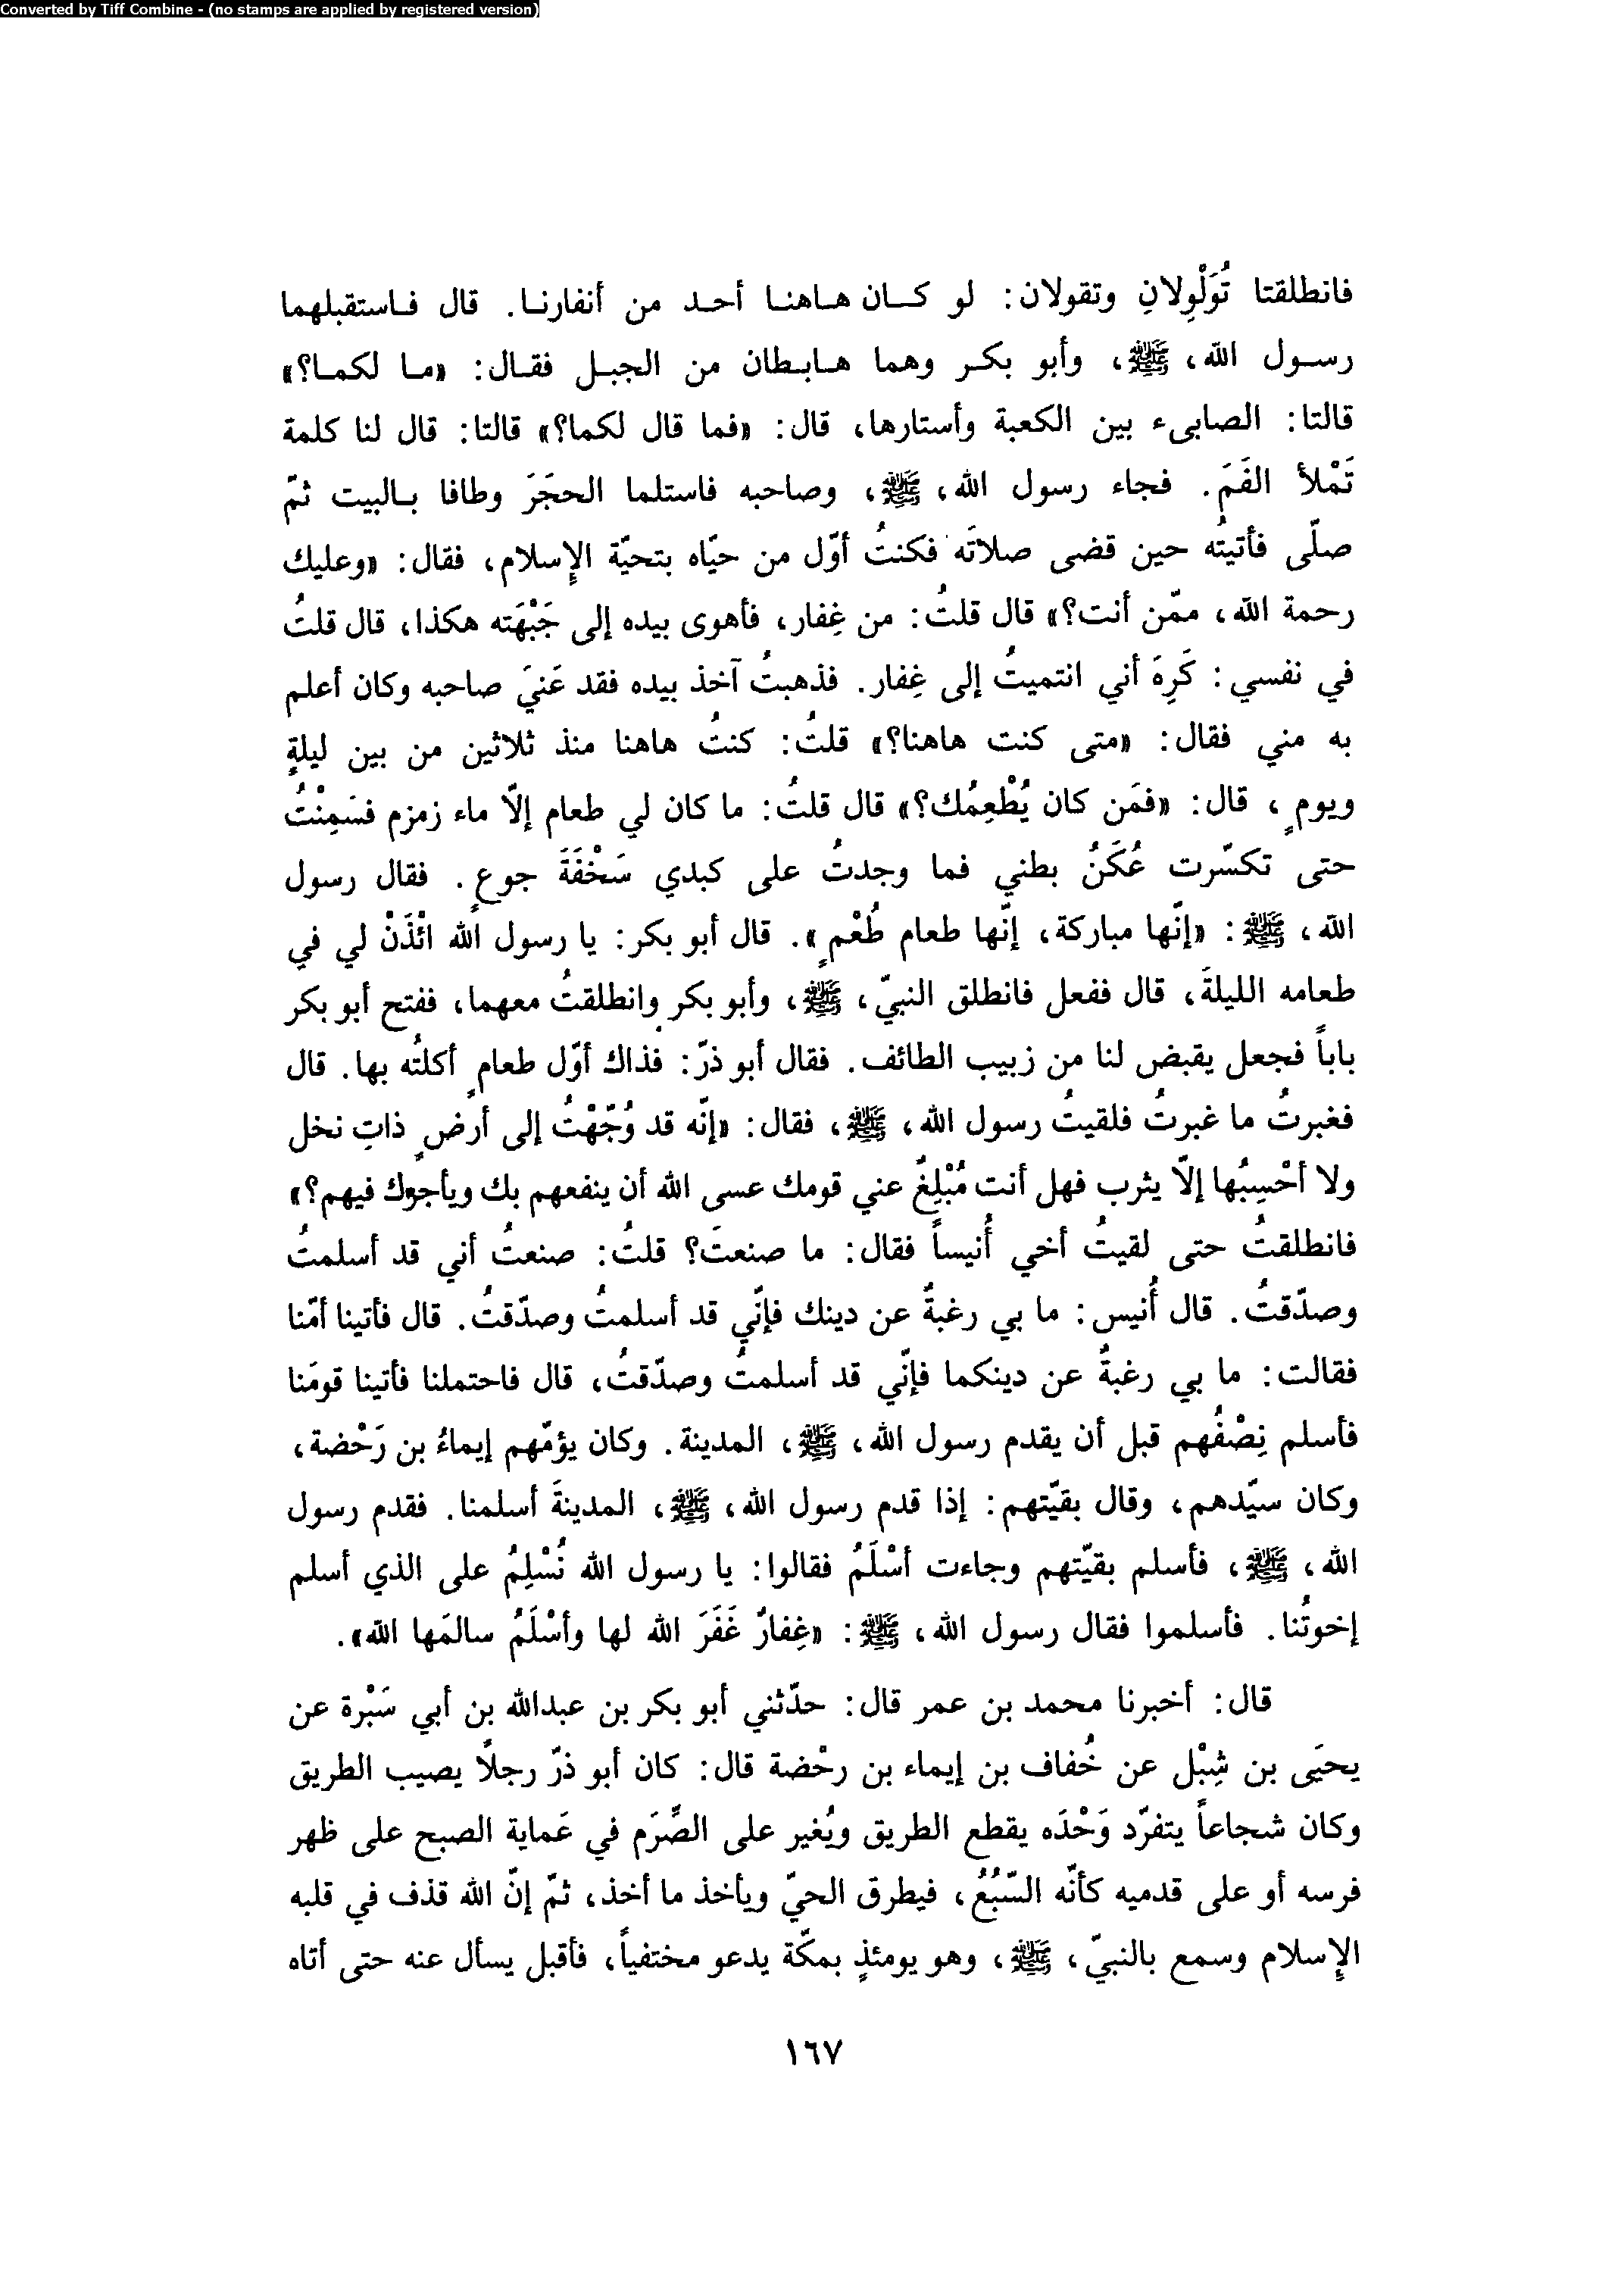 Converted by Tiff Combine - (no stamps are applied by registered version)
فانطلقتا تُوَلْوِلانِ وتقولان: لو كان هاهنا أحد من أنفارنا. قال فاستقبلهما
رسول الله، ﷺ، وأبو بكر وهما هابطان من الجبل فقال: «ما لكما؟»
قالتا: الصابىء بين الكعبة وأستارها، قال: «فما قال لكما؟» قالتا: قال لنا كلمة
تَمْلأ الفَمَ. فجاء رسول الله، ﷺ، وصاحبه فاستلما الحجَرَ وطافا بالبيت ثمّ
صلّى فأتيتُه حين قضى صلاتَه فكنتُ أوّل من حيّاه بتحيّة الإسلام، فقال: «وعليك
رحمة الله، ممّن أنت؟» قال قلتُ: من غِفار، فأهوى بيده إلى جَبْهَته هكذا، قال قلتُ
في نفسي: كَرِهَ أني انتميتُ إلى غِفار. فذهبتُ آخذ بيده فقد عَنيَ صاحبه وكان أعلم
به مني فقال: «متى كنت هاهنا؟» قلتُ: كنتُ هاهنا منذ ثلاثين من بين ليلةٍ
ويومٍ، قال: «فمَن كان يُطْعِمُك؟» قال قلتُ: ما كان لي طعام إلاّ ماء زمزم فسَمِنْتُ
حتى تكسّرت عُكَنُ بطني فما وجدتُ على كبدي سَخْفَةَ جوعٍ. فقال رسول
الله، ﷺ: «إنّها مباركة، إنّها طعام طُعْمٍ». قال أبو بكر: يا رسول الله ائْذَنْ لي في
طعامه الليلةَ، قال ففعل فانطلق النبيّ، ﷺ، وأبو بكر وانطلقتُ معهما، ففتح أبو بكر
باباً فجعل يقبض لنا من زبيب الطائف. فقال أبو ذرّ: فذاك أوّل طعامٍ أكلتُه بها. قال
فغبرتُ ما غبرتُ فلقيتُ رسول الله، ﷺ، فقال: «إنّه قد وُجّهْتُ إلى أرضٍ ذاتِ نخل
ولا أحْسِبُها إلاّ يثرب فهل أنت مُبْلِغٌ عني قومك عسى الله أن ينفعهم بك ويأجرك فيهم؟»
فانطلقتُ حتى لقيتُ أخي أُنيساً فقال: ما صنعتَ؟ قلتُ: صنعتُ أني قد أسلمتُ
وصدّقتُ. قال أُنيس: ما بي رغبةٌ عن دينك فإنّي قد أسلمتُ وصدّقتُ. قال فأتينا أمّنا
فقالت: ما بي رغبةٌ عن دينكما فإنّي قد أسلمتُ وصدّقتُ، قال فاحتملنا فأتينا قومَنا
فأسلم نِصْفُهم قبل أن يقدم رسول الله، ﷺ، المدينة. وكان يؤمّهم إيماءُ بن رَحْضة،
وكان سيّدهم، وقال بقيّتهم: إذا قدم رسول الله، ﷺ، المدينةَ أسلمنا. فقدم رسول
الله، ﷺ، فأسلم بقيّتهم وجاءت أسْلَمُ فقالوا: يا رسول الله نُسْلِمُ على الذي أسلم
إخوتُنا. فأسلموا فقال رسول الله، ﷺ: «غِفارٌ غَفَرَ الله لها وأسْلَمُ سالمَها الله».
قال: أخبرنا محمد بن عمر قال: حدّثني أبو بكر بن عبدالله بن أبي سَبْرة عن
يحيَى بن شِبْل عن خُفاف بن إيماء بن رحْضة قال: كان أبو ذرّ رجلاً يصيب الطريق
وكان شجاعاً يتفرّد وَحْدَه يقطع الطريق ويُغير على الصِّرَم في عَماية الصبح على ظهر
فرسه أو على قدميه كأنّه السّبُعُ، فيطرق الحيّ ويأخذ ما أخذ، ثمّ إنّ الله قذف في قلبه
الإسلام وسمع بالنبيّ، ﷺ، وهو يومئذٍ بمكّة يدعو مختفياً، فأقبل يسأل عنه حتى أتاه
١٦٧